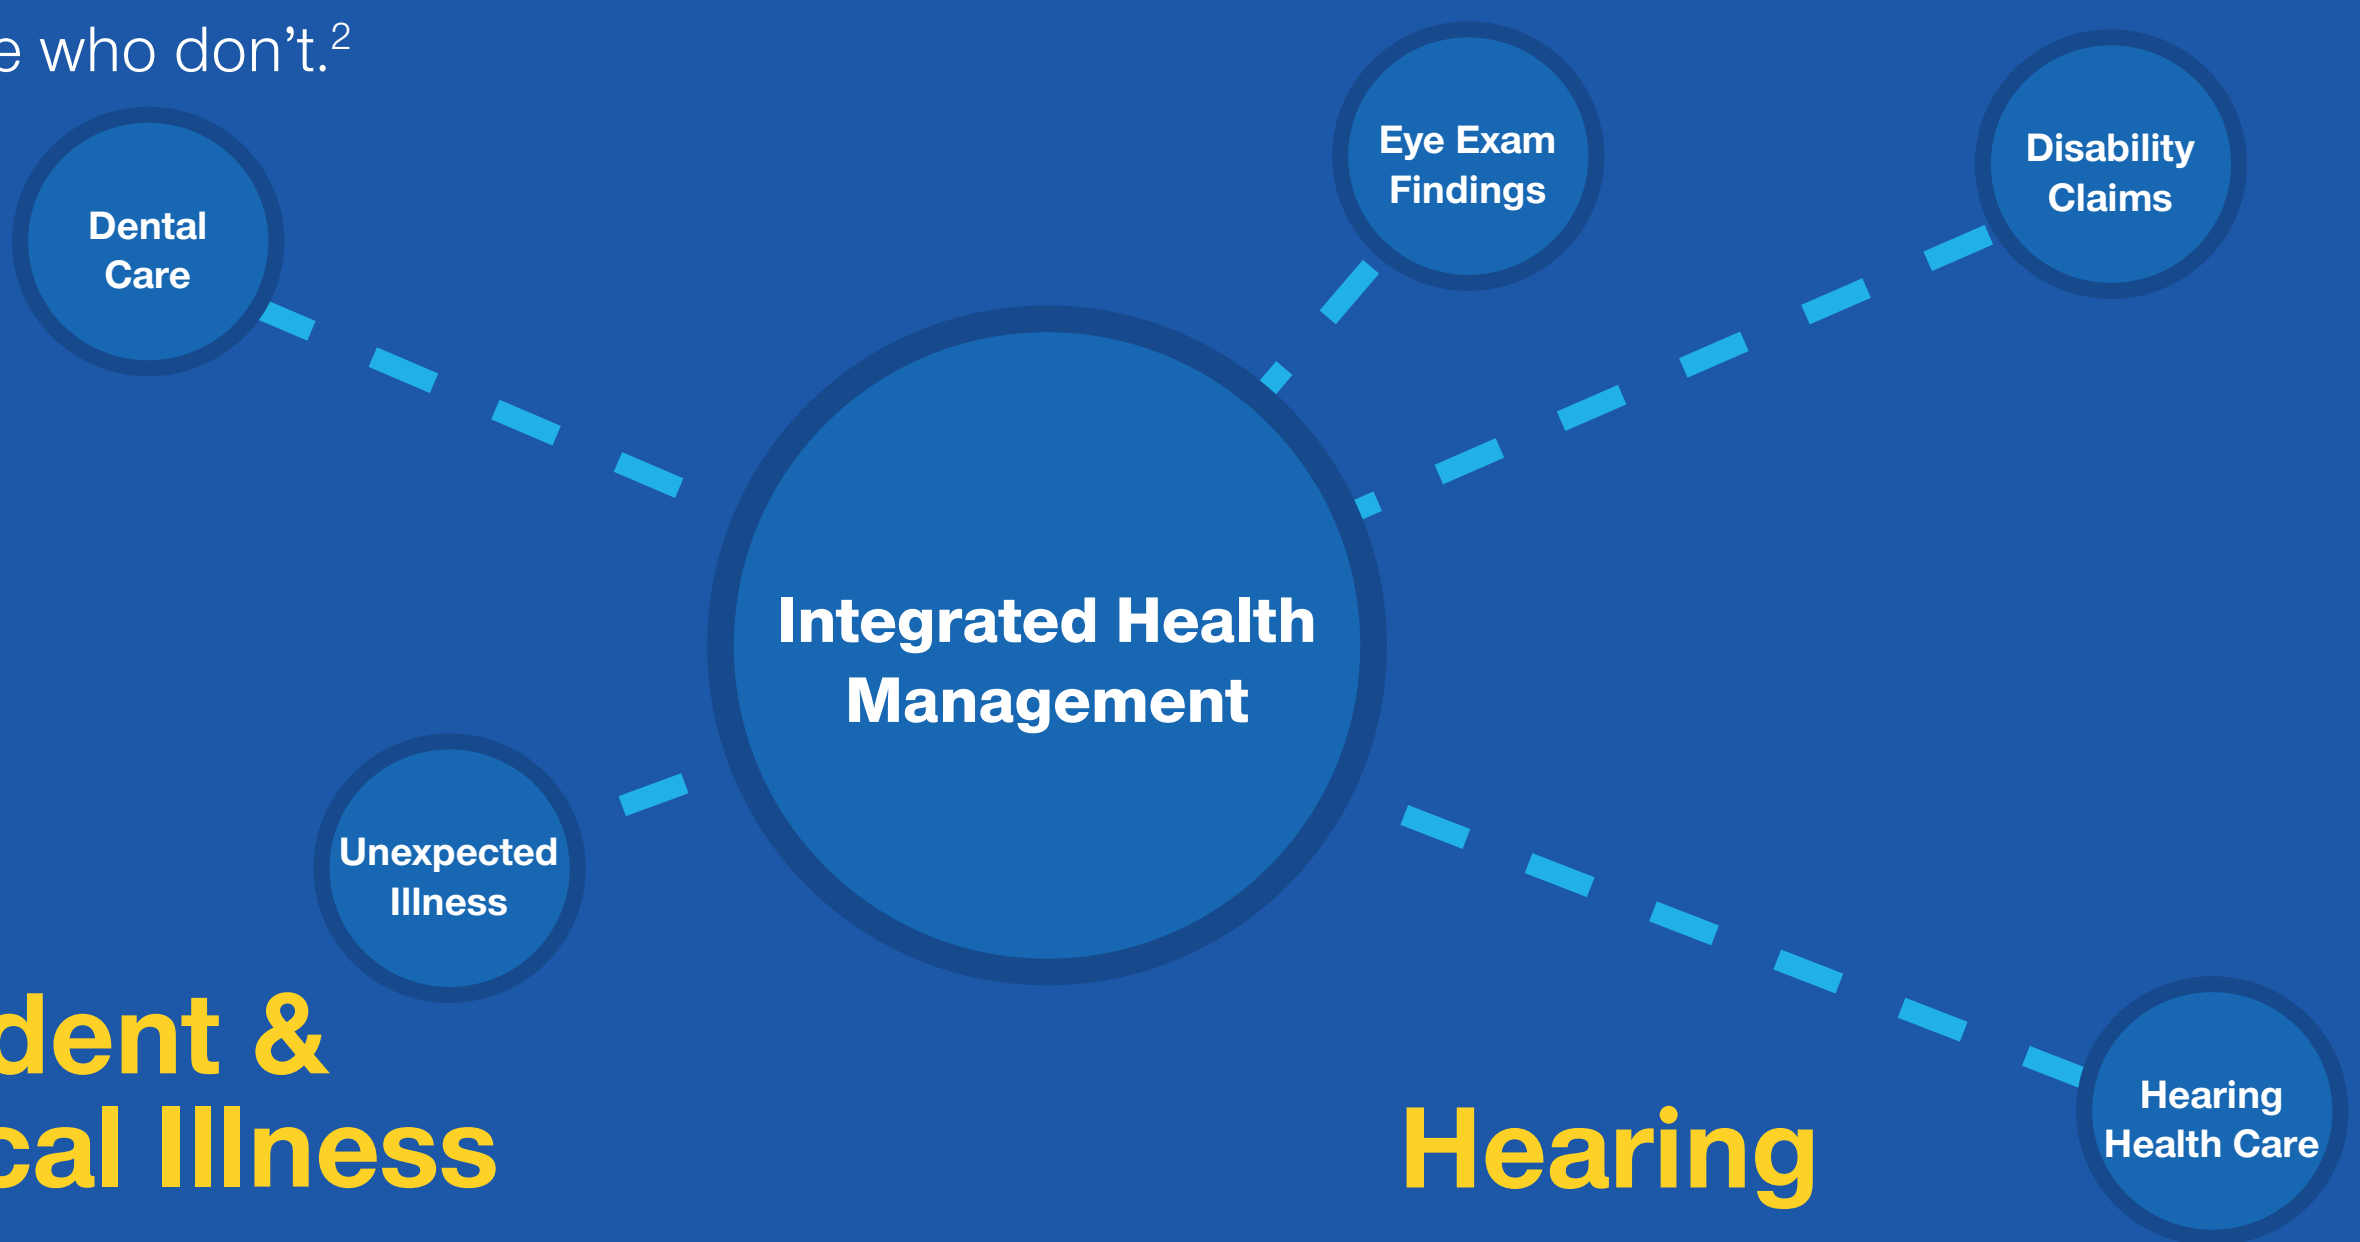 e who don't.2
Dental
Care
Eye Exam
Findings
Disability
Claims
Integrated Health
Management
Unexpected
Illness
dent &
cal Illness
Hearing
Hearing
Health Care